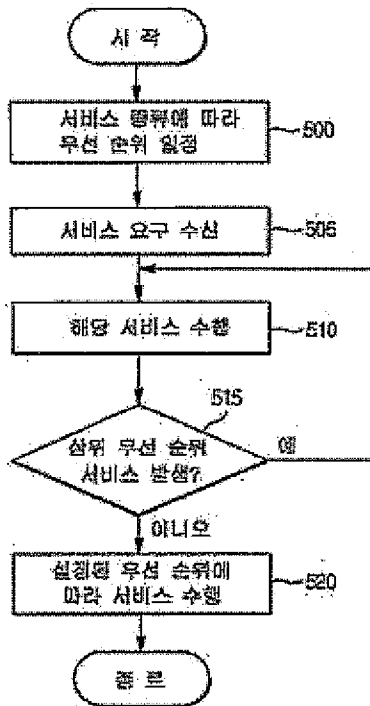 시 작
서비스 종류에 따라
우선 순위 설정
500
서비스 요구 수신
505
해당 서비스 수행
510
515
상위 우선 순위
서비스 발생?
예
아니오
설정된 우선 순위에
따라 서비스 수행
520
종 료